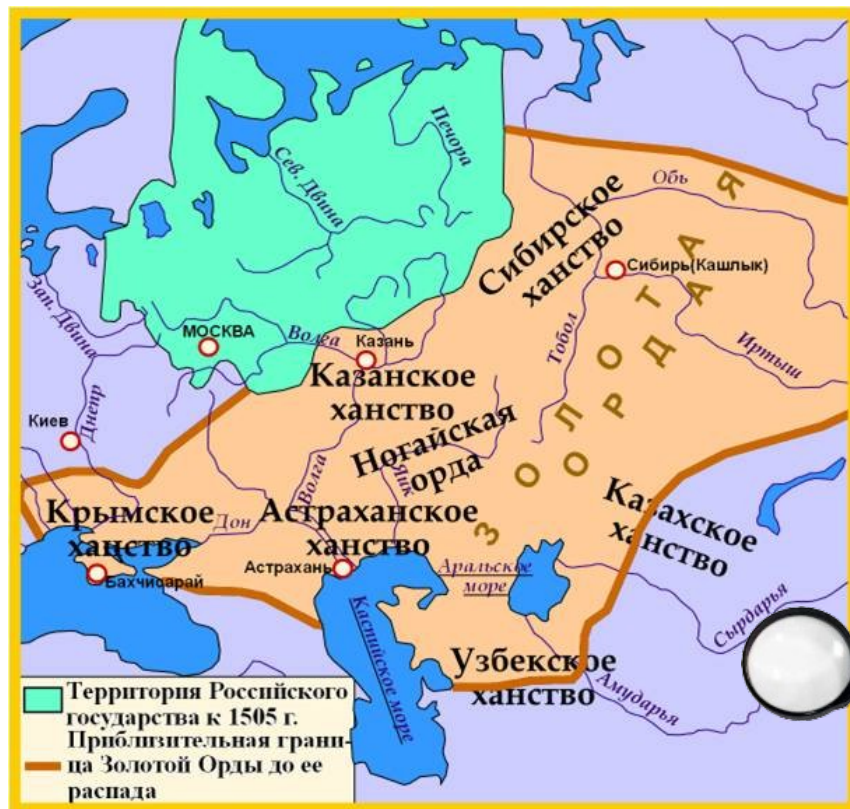 Печора
Сев. Двина
Обь
Сибирское
ханство
Сибирь(Кашлык)
ЗОЛОТАЯ
ОРДА
Зап. Двина
МОСКВА
Волга
Казань
Тобол
Иртыш
Казанское
ханство
Киев
Днепр
Ногайская
орда
Яик
Волга
Крымское
ханство
Дон
Астраханское
ханство
Казахское
ханство
Астрахань
Бахчисарай
Аральское
море
Сырдарья
Каспийское море
Узбекское
ханство
Амударья
Территория Российского
государства к 1505 г.
Приблизительная грани-
ца Золотой Орды до ее
распада